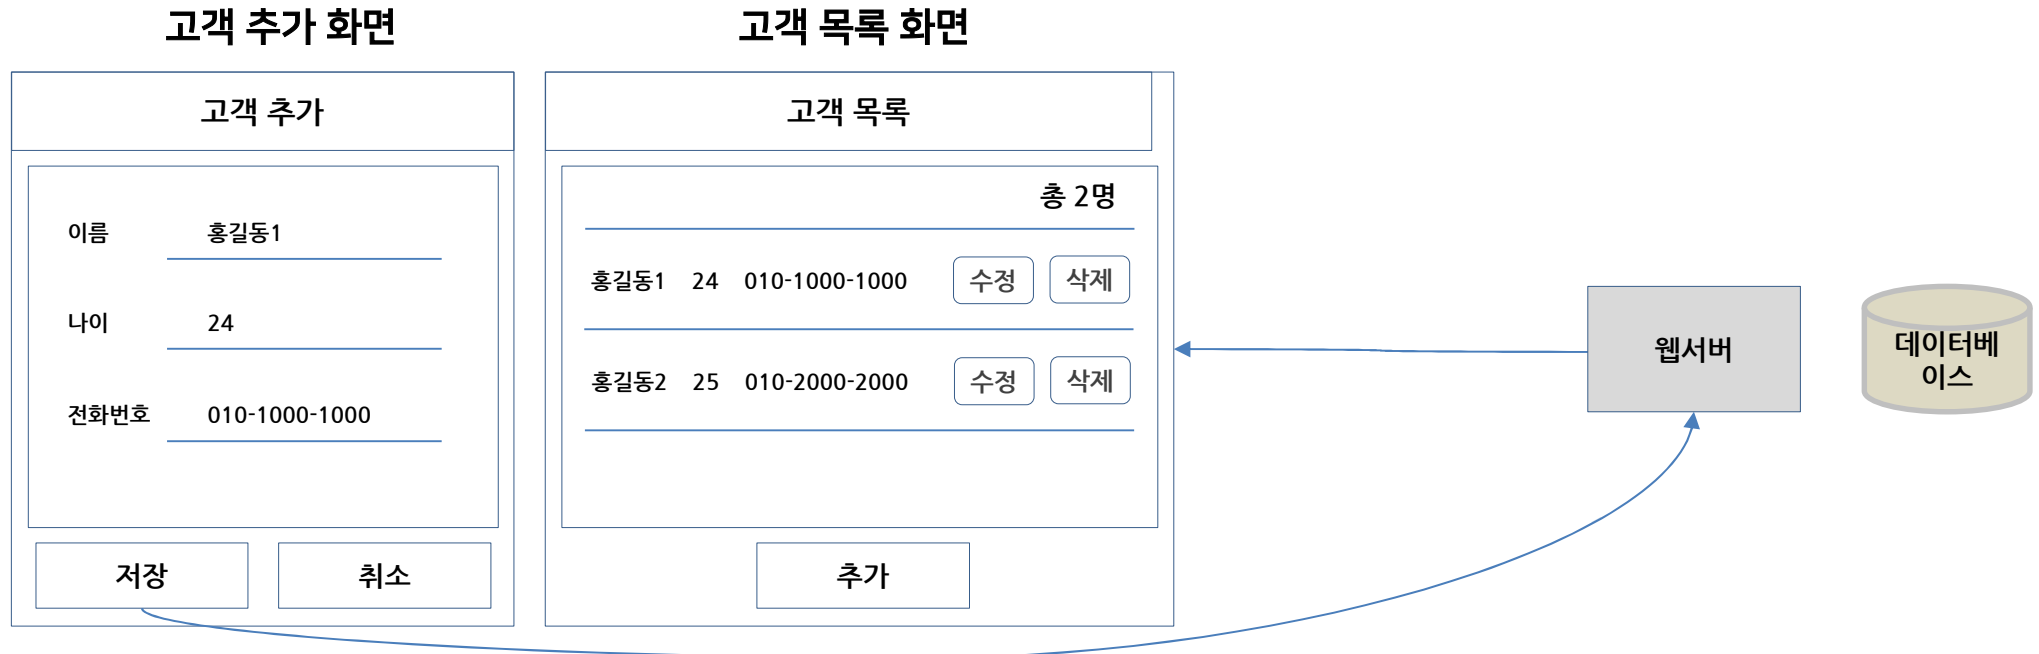 고객 추가 화면
고객 추가
이름 홍길동1
나이 24
전화번호 010-1000-1000
저장 취소
고객 목록 화면
고객 목록
총 2명
홍길동1 24 010-1000-1000 수정 삭제
홍길동2 25 010-2000-2000 수정 삭제
추가
웹서버
데이터베
이스